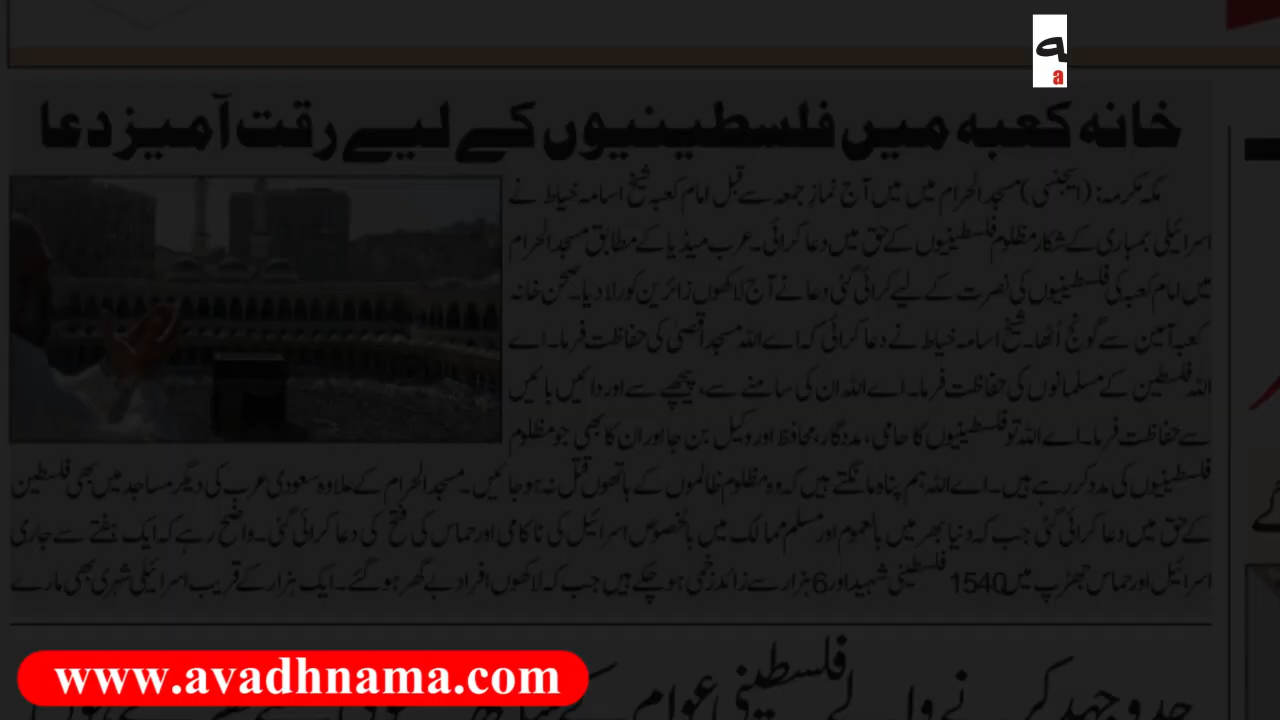 خانہ کعبہ میں فلسطینیوں کے لیے رقت آمیز دعا
مکہ مکرمہ: (ایجنسی) مسجد الحرام میں میں آج نماز جمعہ سے قبل امام کعبہ شیخ اسامہ خیاط نے
اسرائیلی بمباری کے شکار مظلوم فلسطینیوں کے حق میں دعا کرائی۔ عرب میڈیا کے مطابق مسجد الحرام
میں امام کعبہ کی فلسطینیوں کی نصرت کے لیے کرائی گئی دعا نے آج لاکھوں زائرین کو رلا دیا۔ صحن خانہ
کعبہ آمین سے گونج اُٹھا۔ شیخ اسامہ خیاط نے دعا کرائی کہ اے اللہ مسجد اقصیٰ کی حفاظت فرما۔ اے
اللہ فلسطین کے مسلمانوں کی حفاظت فرما۔ اے اللہ ان کی سامنے سے، پیچھے سے اور دائیں بائیں
سے حفاظت فرما۔ اے اللہ تو فلسطینیوں کا حامی، مددگار، محافظ اور وکیل بن جا اور ان کا بھی جو مظلوم
فلسطینیوں کی مدد کر رہے ہیں۔ اے اللہ ہم پناہ مانگتے ہیں کہ وہ مظلوم ظالموں کے ہاتھوں قتل نہ ہو جائیں۔ مسجد الحرام کے علاوہ سعودی عرب کی دیگر مساجد میں بھی فلسطین
کے حق میں دعا کرائی گئی جب کہ دنیا بھر میں بالعموم اور مسلم ممالک میں بالخصوص اسرائیل کی ناکامی اور حماس کی فتح کی دعا کرائی گئی۔ واضح رہے کہ ایک ہفتے سے جاری
اسرائیل اور حماس جھڑپ میں 1540 فلسطینی شہید اور 6 ہزار سے زائد زخمی ہو چکے ہیں جب کہ لاکھوں افراد بے گھر ہو گئے۔ ایک ہزار کے قریب اسرائیلی شہری بھی مارے
جدوجہد کرنے والے فلسطینی عوام کے
www.avadhnama.com
a